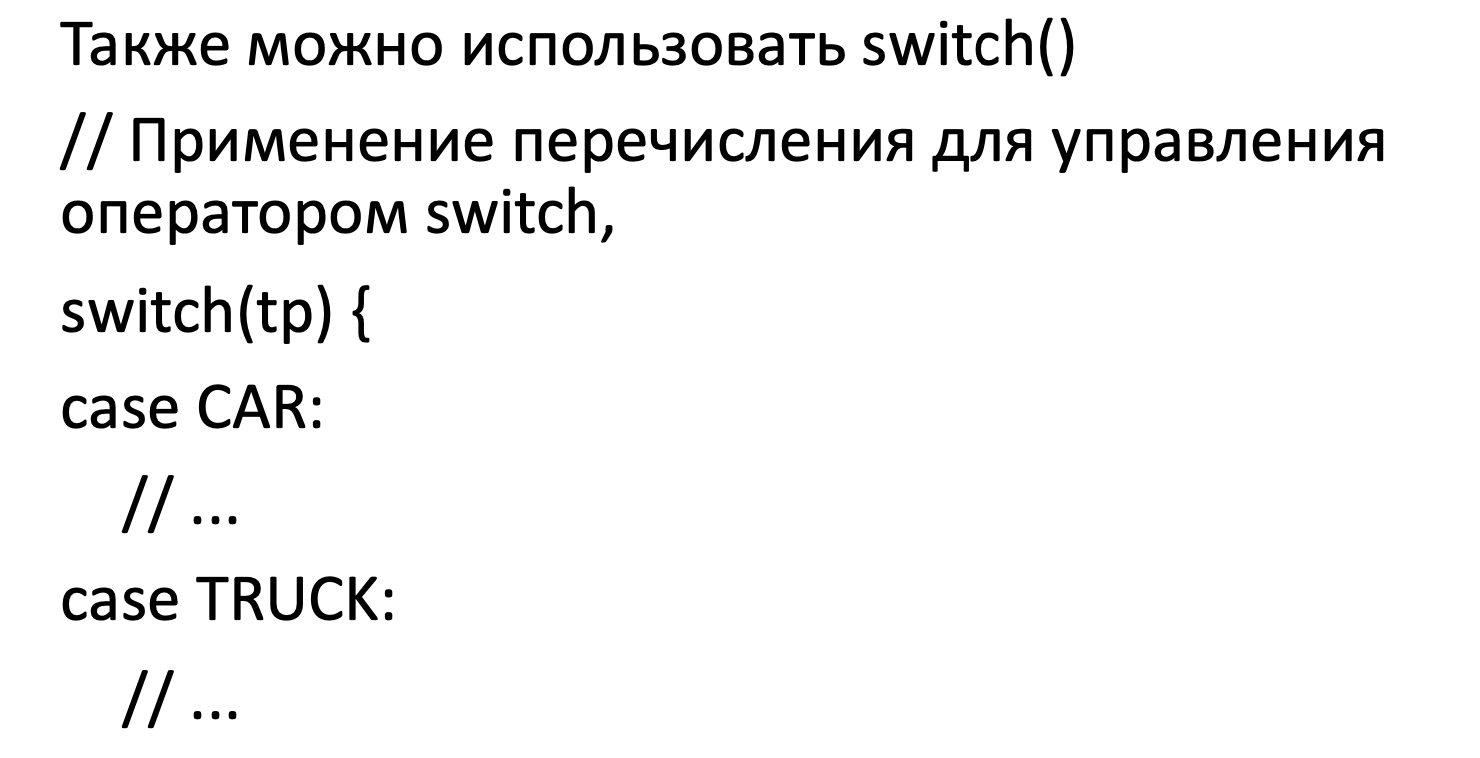 Также можно использовать switch()
// Применение перечисления для управления
оператором switch,
switch(tp) {
case CAR:
// ...
case TRUCK:
// ...